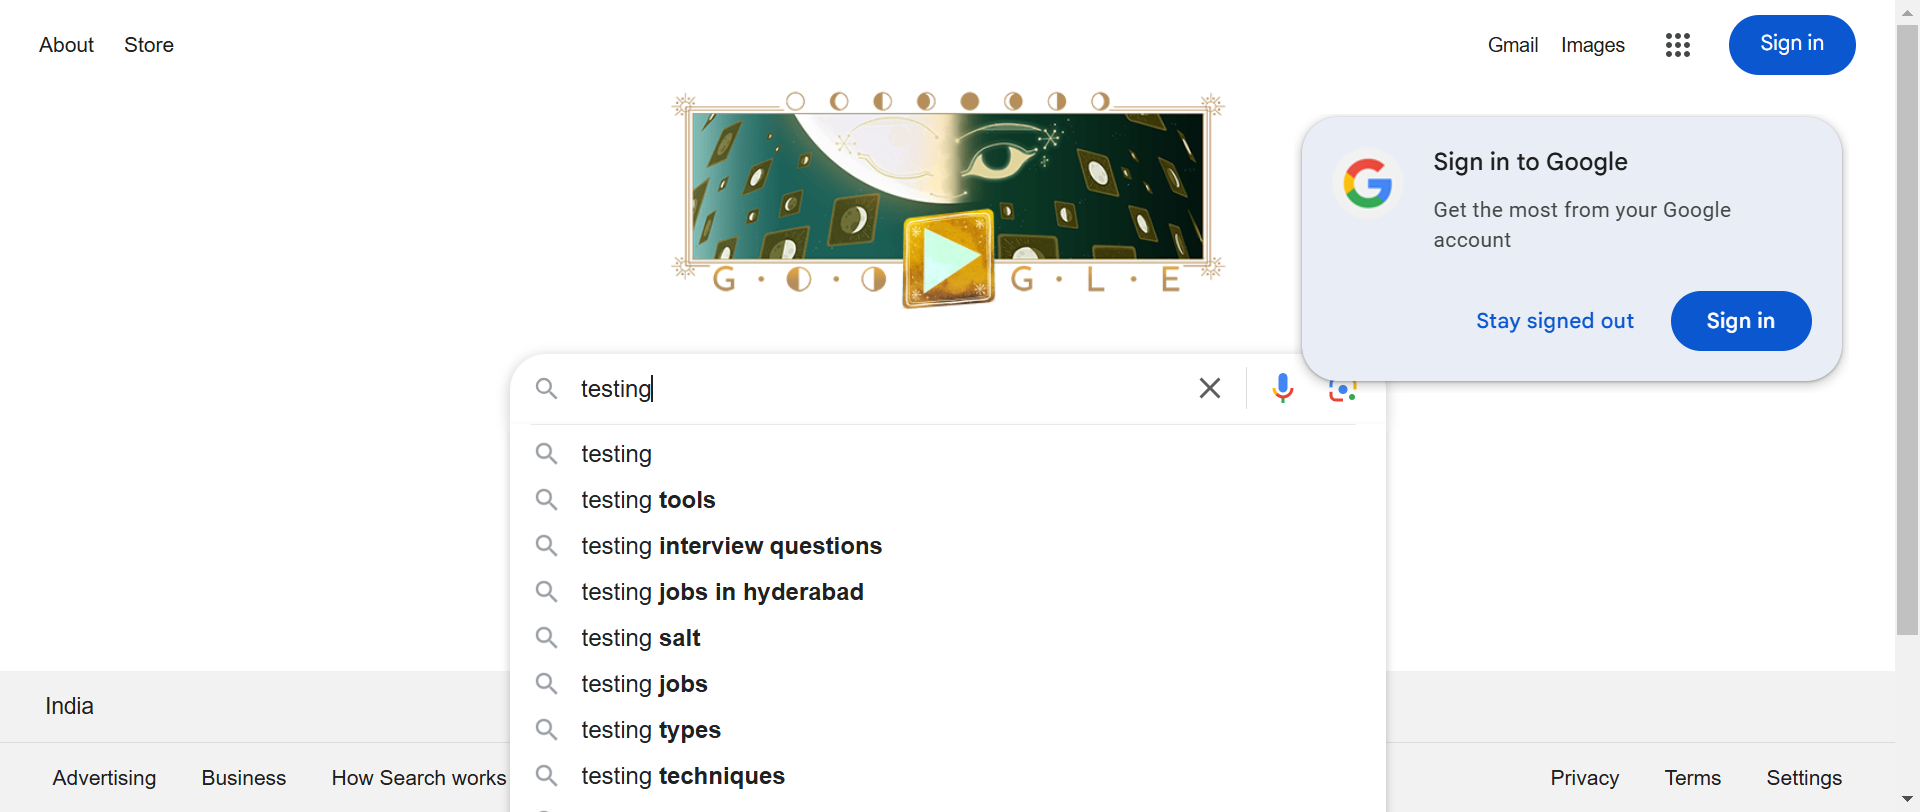 About Store Gmail Images Sign in
G · O · O · G · L · E
Sign in to Google
Get the most from your Google
account
Stay signed out Sign in
testing
testing
testing tools
testing interview questions
testing jobs in hyderabad
testing salt
testing jobs
testing types
testing techniques
India
Advertising Business How Search works Privacy Terms Settings